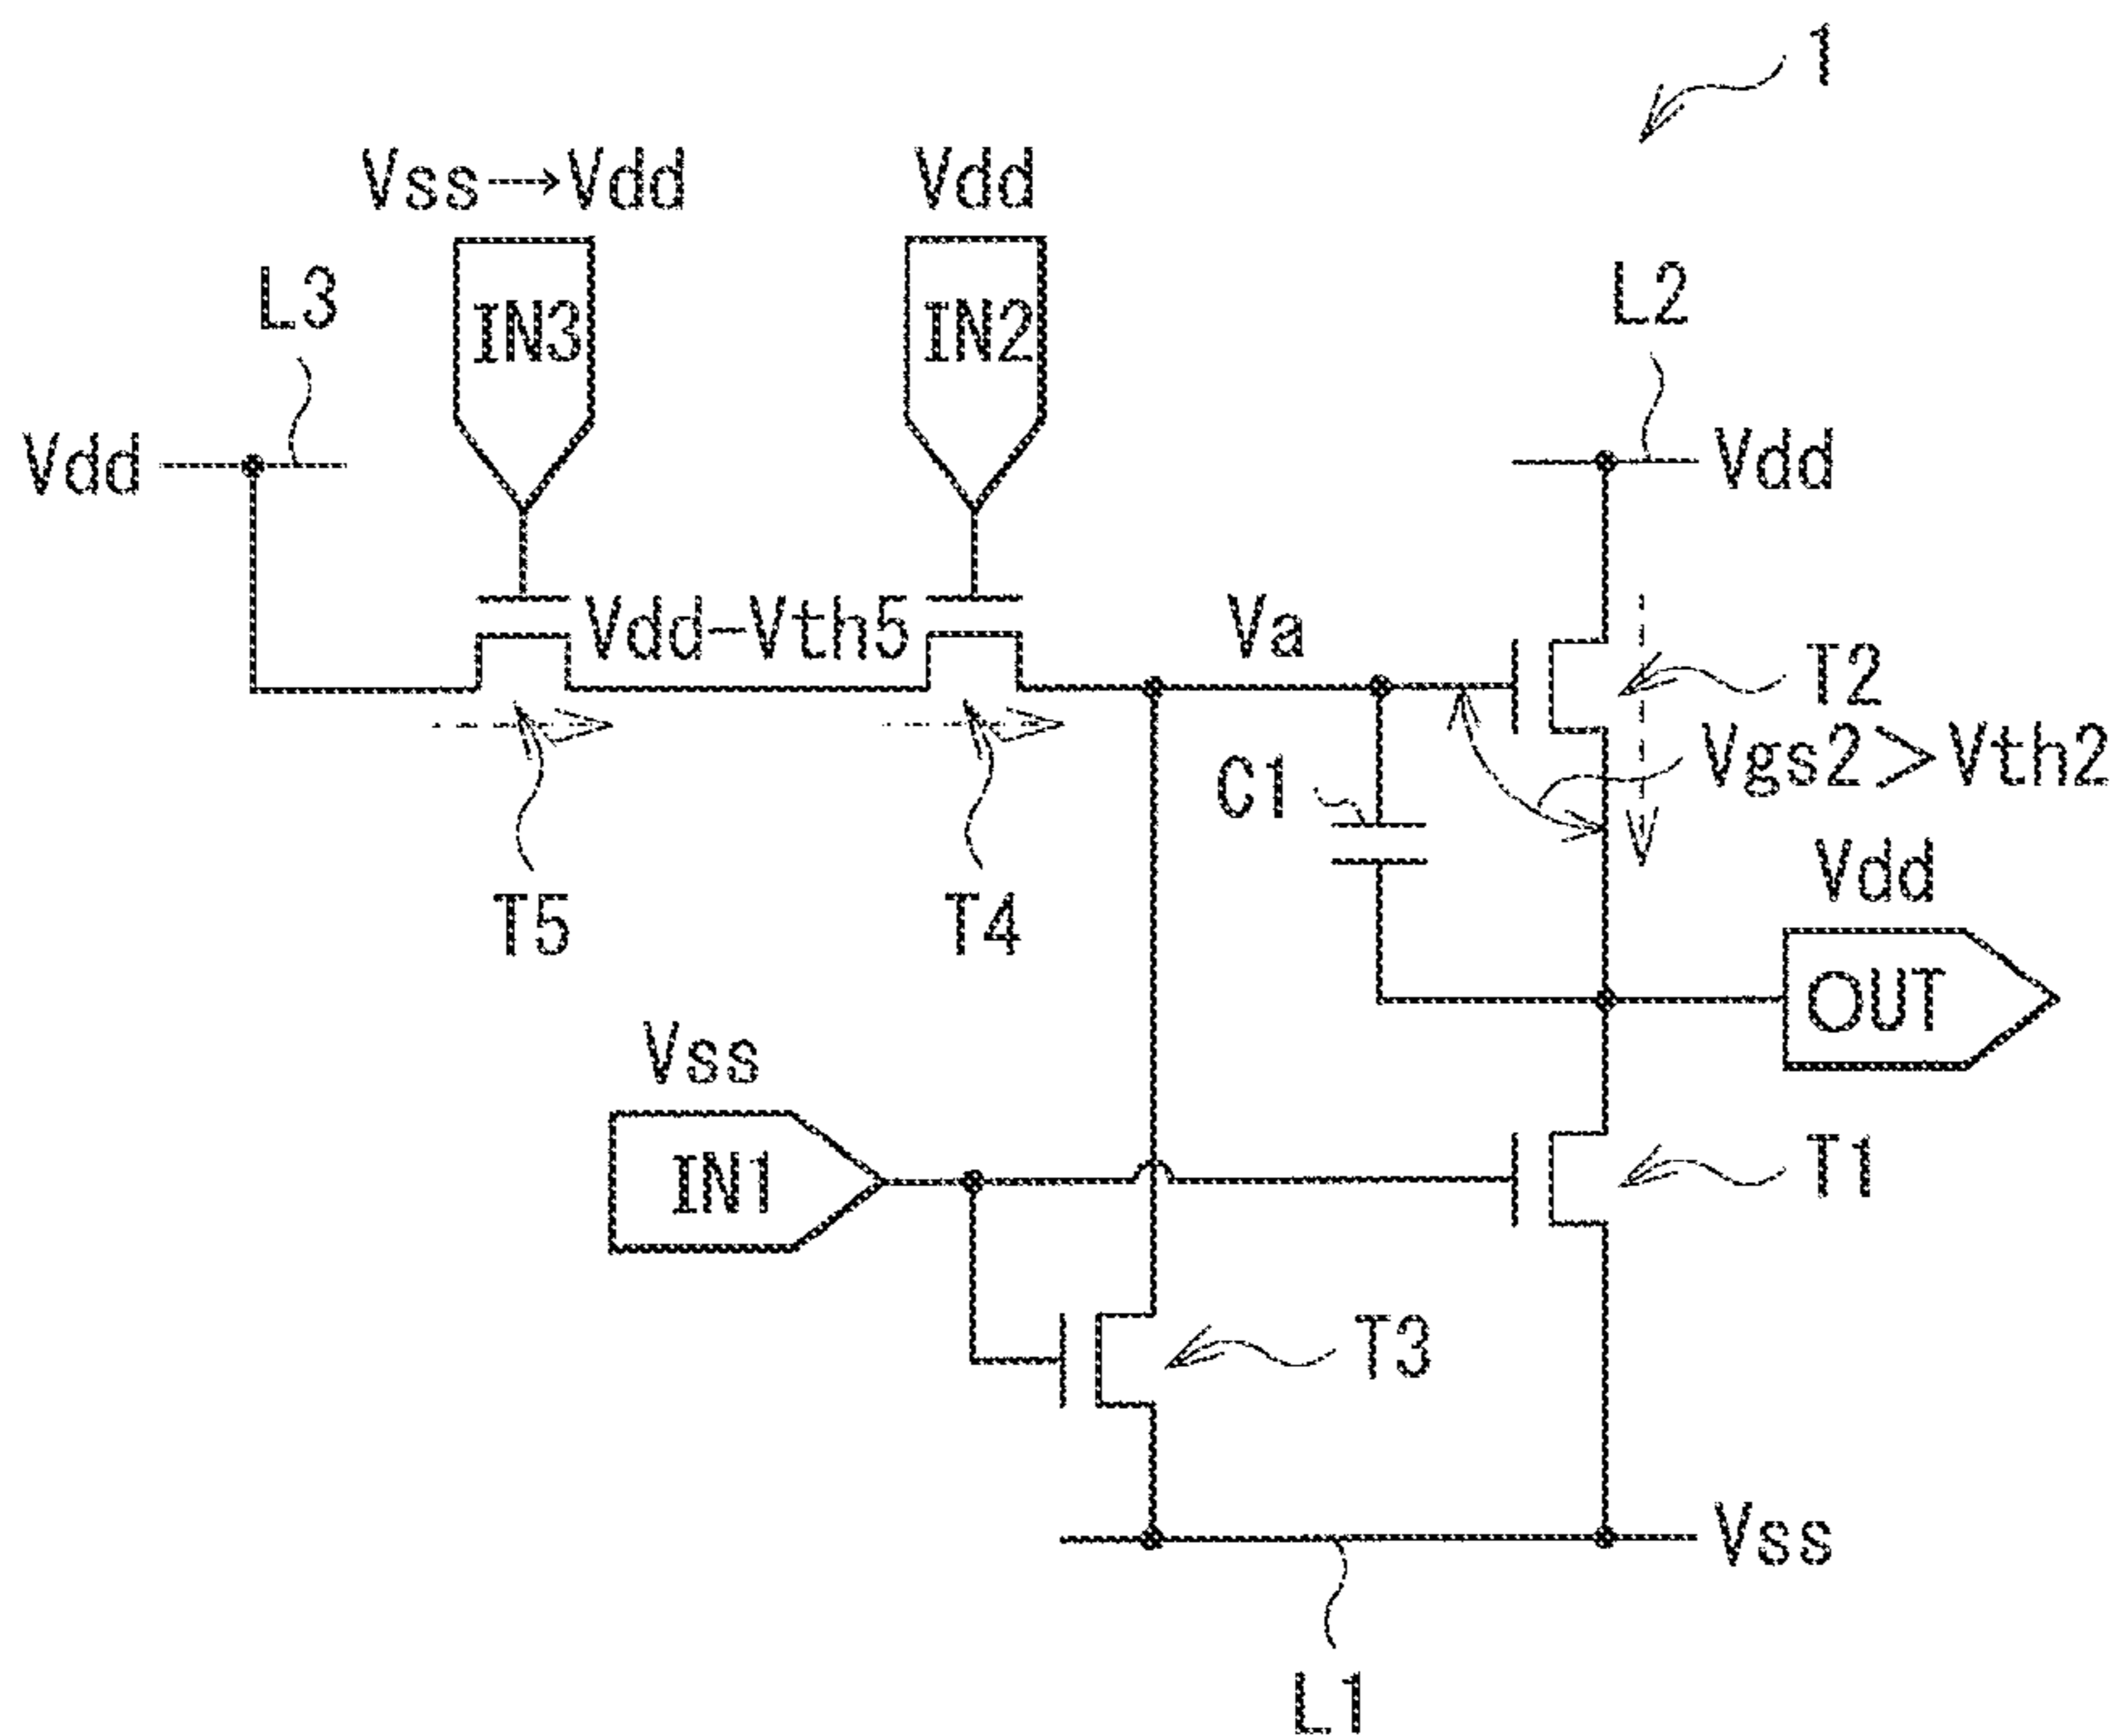 1
Vss→Vdd
Vdd
L3
IN3
IN2
L2
Vdd
Vdd
Vdd-Vth5
Va
T2
Vgs2>Vth2
C1
Vdd
T5
T4
OUT
Vss
IN1
T1
T3
Vss
L1